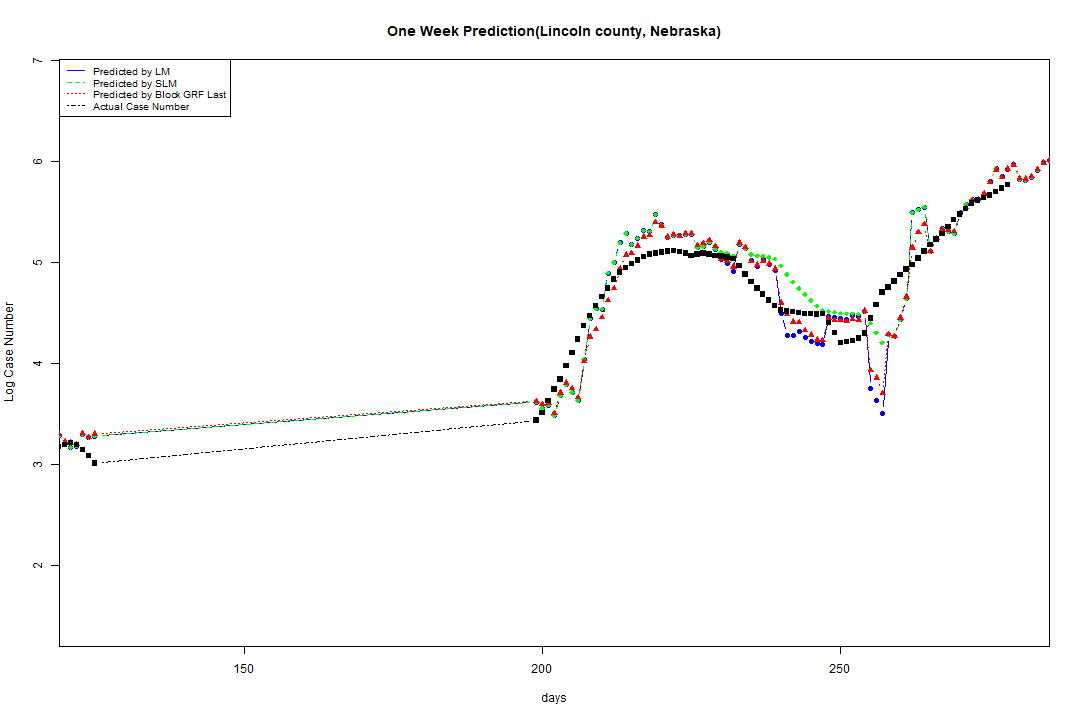 One Week Prediction(Lincoln county, Nebraska)
Predicted by LM
Predicted by SLM
Predicted by Block GRF Last
Actual Case Number
7
6
5
4
3
2
Log Case Number
150
200
250
days